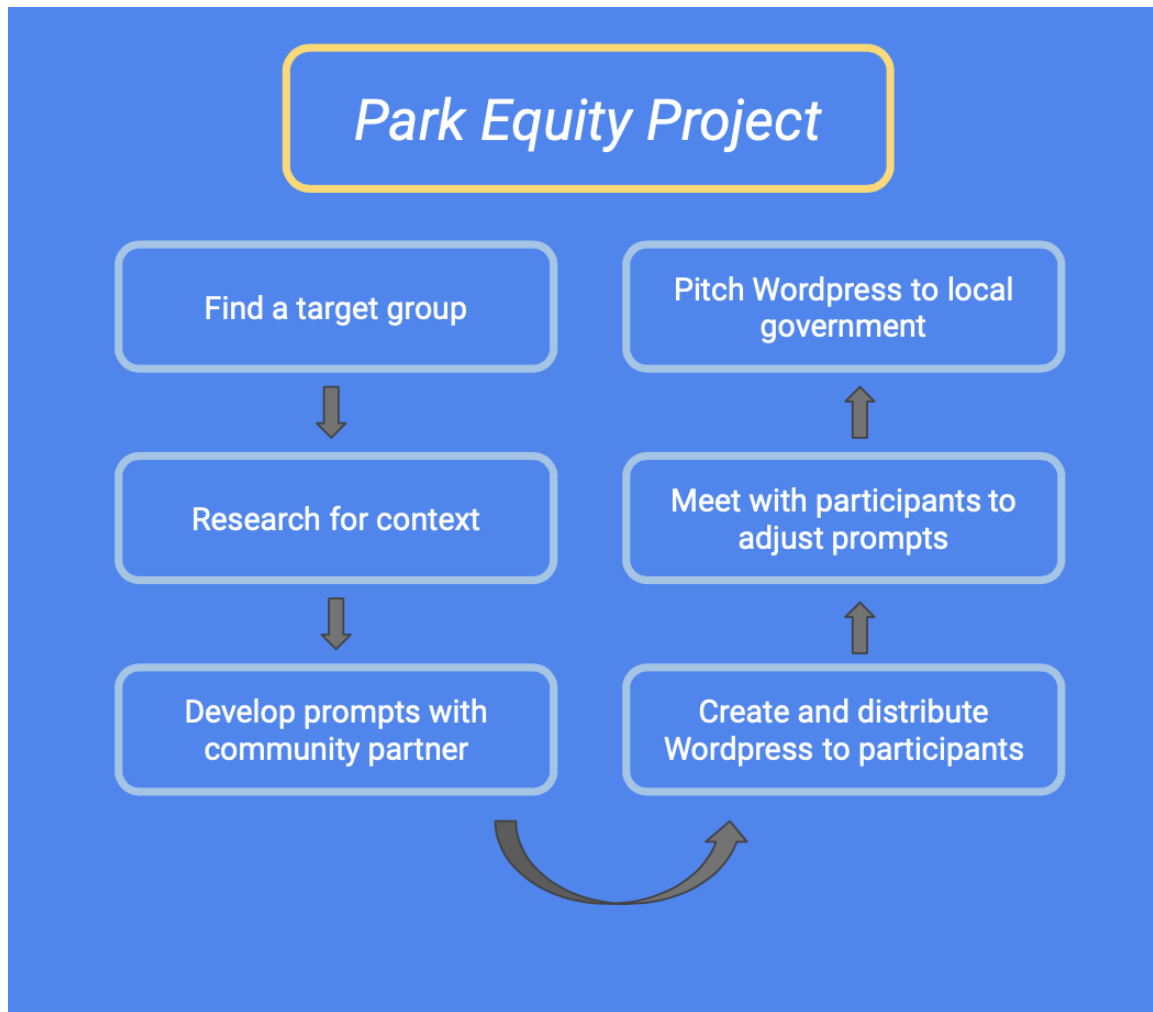 Park Equity Project
Find a target group
Research for context
Develop prompts with
community partner
Create and distribute
Wordpress to participants
Meet with participants to
adjust prompts
Pitch Wordpress to local
government